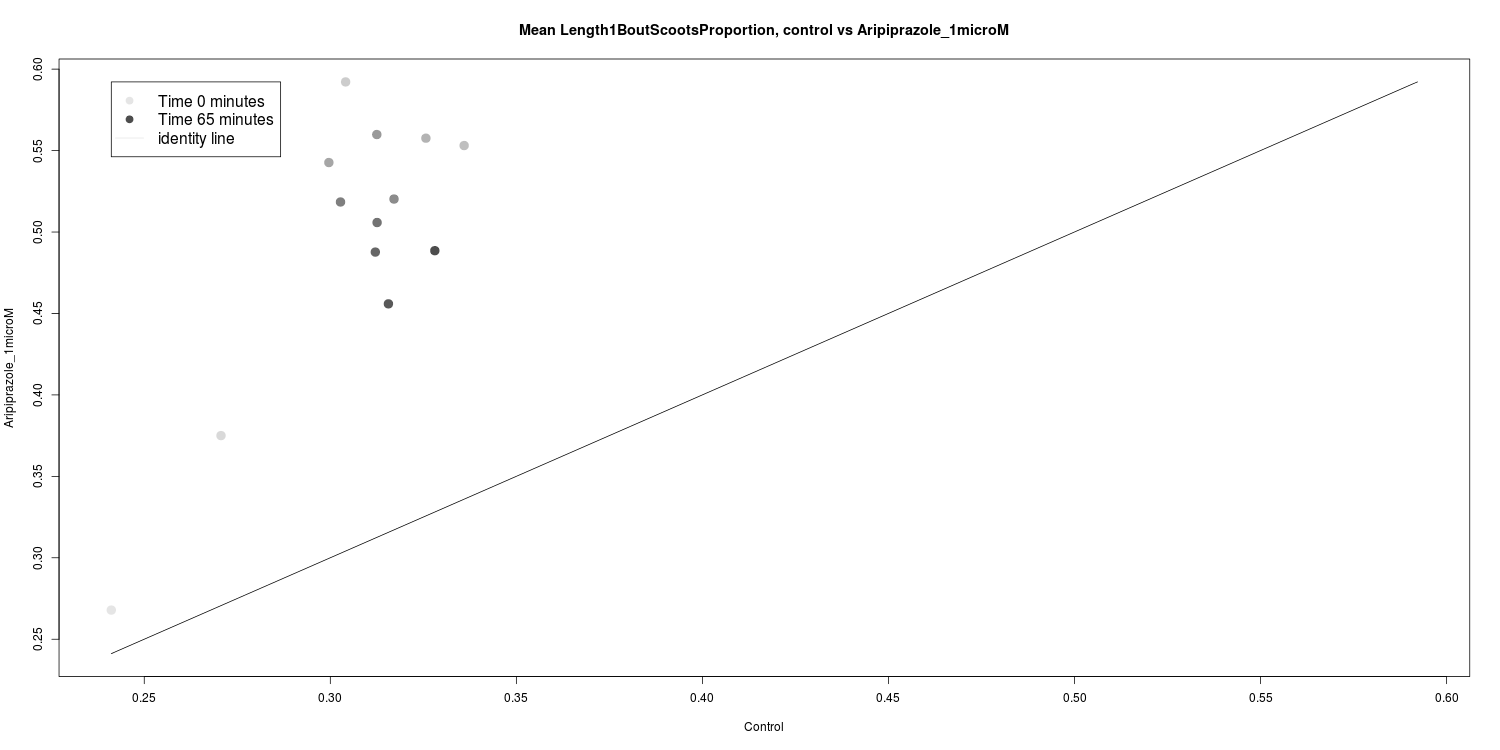 Mean Length1BoutScootsProportion, control vs Aripiprazole_1microM
Time 0 minutes
Time 65 minutes
identity line
Aripiprazole_1microM
0.60
0.55
0.50
0.45
0.40
0.35
0.30
0.25
0.25 0.30 0.35 0.40 0.45 0.50 0.55 0.60
Control